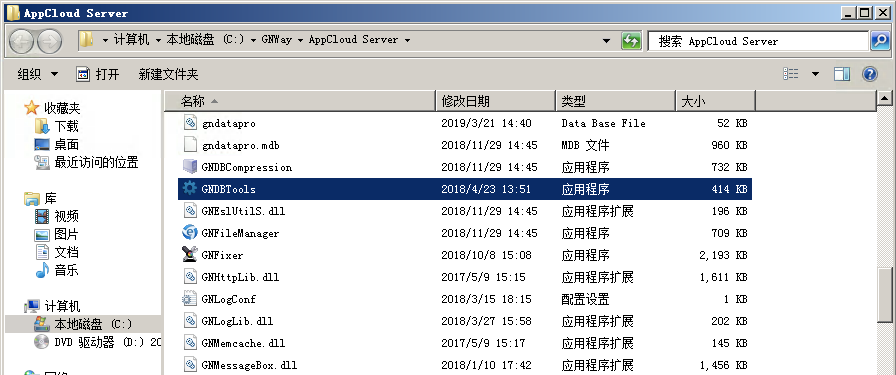 AppCloud Server
计算机 本地磁盘 (C:) GNWay AppCloud Server
搜索 AppCloud Server
组织 打开 新建文件夹
收藏夹
下载
桌面
最近访问的位置
库
视频
图片
文档
音乐
计算机
本地磁盘 (C:)
DVD 驱动器 (D:) 20
名称 修改日期 类型 大小
gndatapro 2019/3/21 14:40 Data Base File 52 KB
gndatapro.mdb 2018/11/29 14:45 MDB 文件 960 KB
GNDBCompression 2018/11/29 14:45 应用程序 732 KB
GNDBTools 2018/4/23 13:51 应用程序 414 KB
GNEslUtilS.dll 2018/11/29 14:45 应用程序扩展 196 KB
GNFileManager 2018/11/29 14:45 应用程序 709 KB
GNFixer 2018/10/8 15:08 应用程序 2,193 KB
GNHttpLib.dll 2017/5/9 15:15 应用程序扩展 1,611 KB
GNLogConf 2018/3/15 18:15 配置设置 1 KB
GNLogLib.dll 2018/3/27 15:58 应用程序扩展 202 KB
GNMemcache.dll 2017/5/9 15:17 应用程序扩展 145 KB
GNMessageBox.dll 2018/1/10 17:42 应用程序扩展 1,456 KB